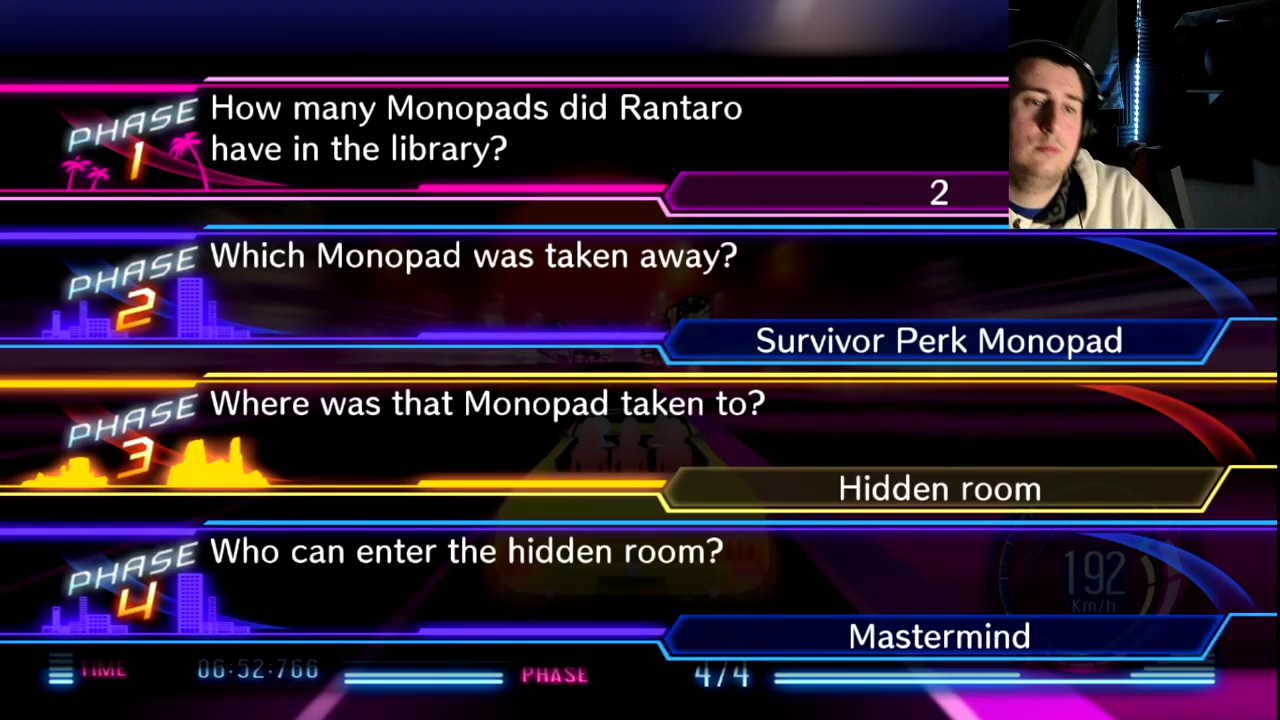 PHASE 1
How many Monopads did Rantaro
have in the library?
2
PHASE 2
Which Monopad was taken away?
Survivor Perk Monopad
PHASE 3
Where was that Monopad taken to?
Hidden room
PHASE 4
Who can enter the hidden room?
Mastermind
192
Km/h
TIME 06:52:766 PHASE 4/4